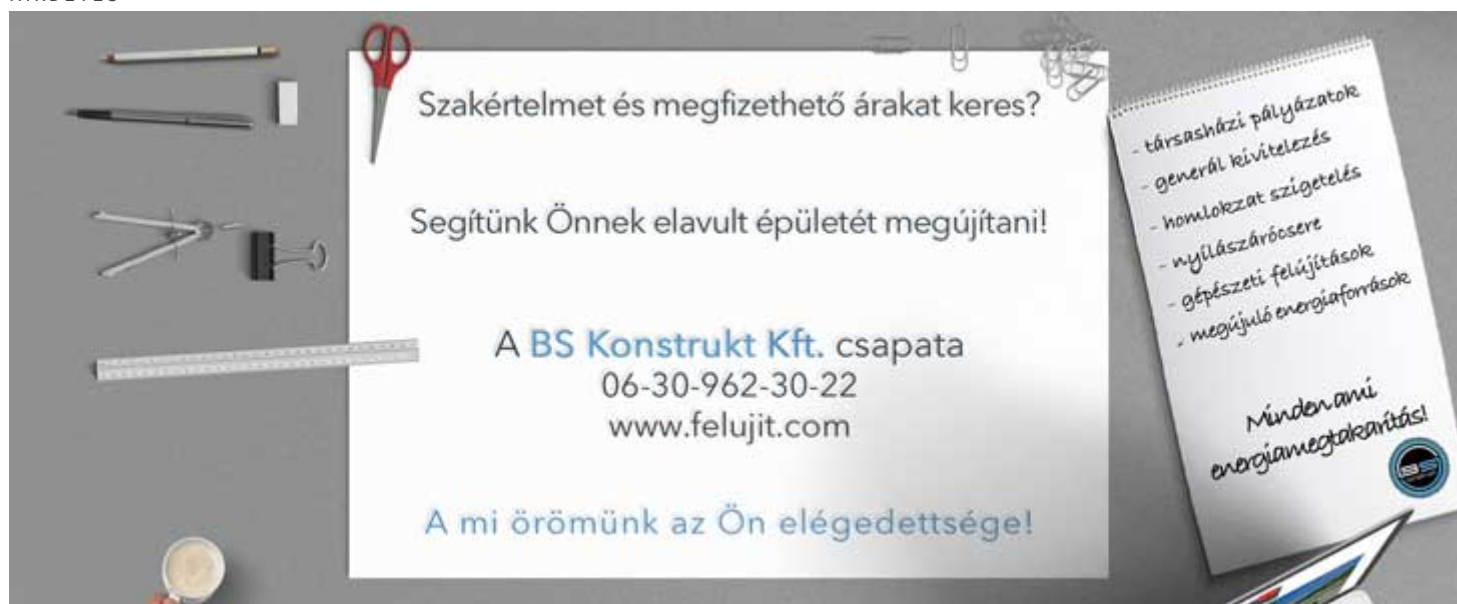 Szakértelmet és megfizethető árakat keres?
Segítünk Önnek elavult épületét megújítani!
A BS Konstrukt Kft. csapata
06-30-962-30-22
www.felujit.com
A mi örömünk az Ön elégedettsége!
- társasházi pályázatok
- generál kivitelezés
- homlokzat szigetelés
- nyílászárócsere
- gépészeti felújítások
- megújuló energiaforrások
Minden ami
energiamegtakarítás!
BS